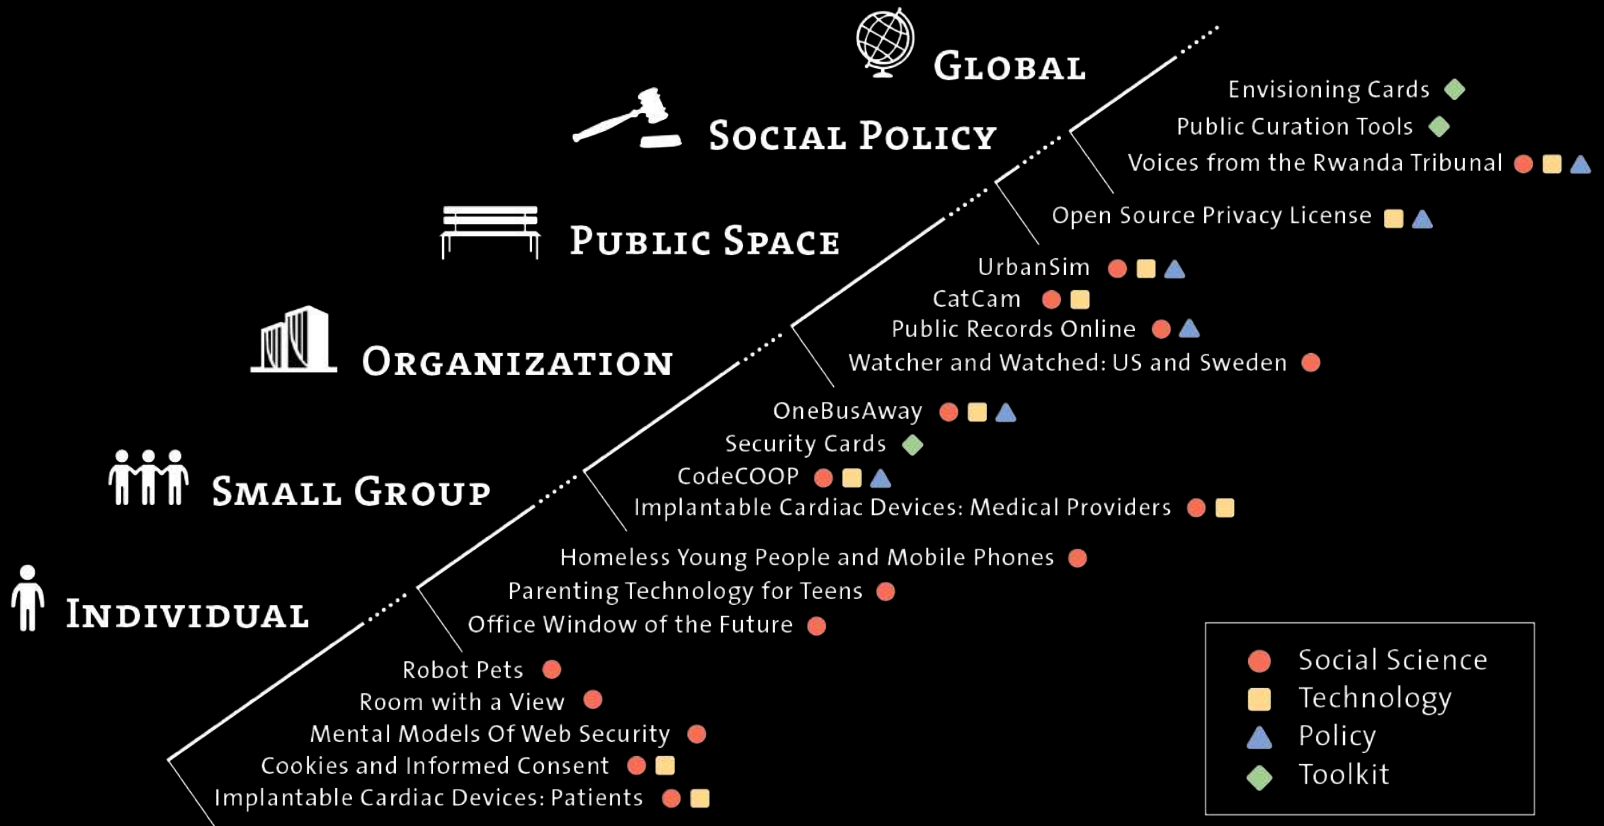 GLOBAL
Envisioning Cards
Public Curation Tools
Voices from the Rwanda Tribunal
SOCIAL POLICY
Open Source Privacy License
PUBLIC SPACE
UrbanSim
CatCam
Public Records Online
Watcher and Watched: US and Sweden
ORGANIZATION
OneBusAway
Security Cards
CodeCOOP
Implantable Cardiac Devices: Medical Providers
SMALL GROUP
Homeless Young People and Mobile Phones
Parenting Technology for Teens
Office Window of the Future
INDIVIDUAL
Robot Pets
Room with a View
Mental Models Of Web Security
Cookies and Informed Consent
Implantable Cardiac Devices: Patients
Social Science
Technology
Policy
Toolkit